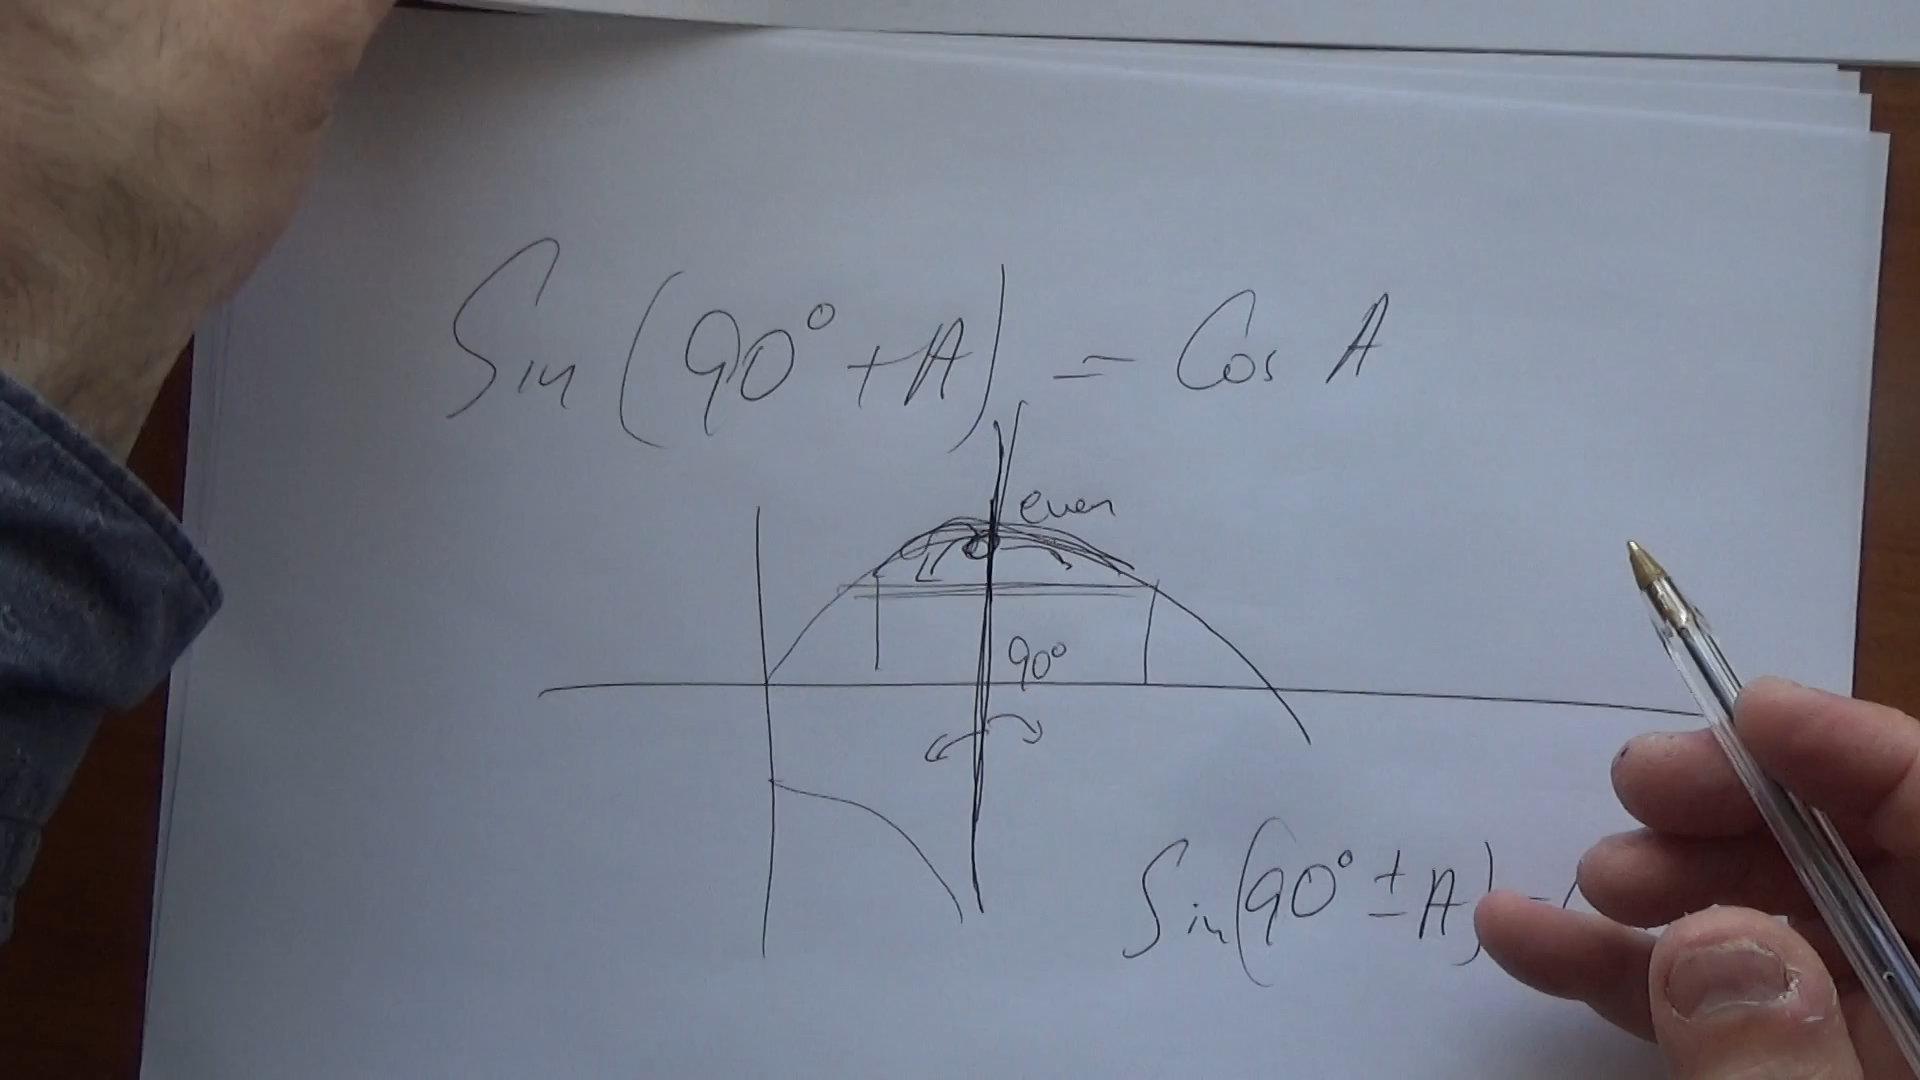 Sin (90° + A) = Cos A
even
90°
Sin(90° ± A) =